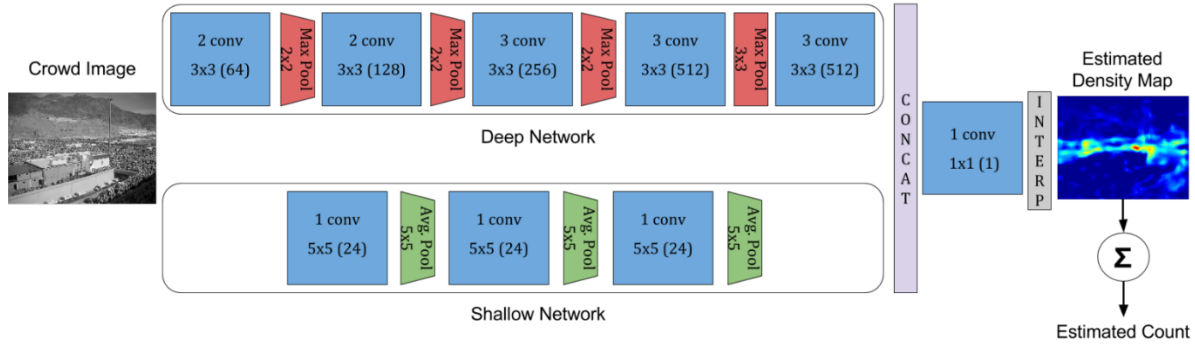 Crowd Image
2 conv
3x3 (64)
Max Pool
2x2
2 conv
3x3 (128)
Max Pool
2x2
3 conv
3x3 (256)
Max Pool
2x2
3 conv
3x3 (512)
Max Pool
3x3
3 conv
3x3 (512)
Deep Network
1 conv
5x5 (24)
Avg. Pool
5x5
1 conv
5x5 (24)
Avg. Pool
5x5
1 conv
5x5 (24)
Avg. Pool
5x5
Shallow Network
CONCAT
1 conv
1x1 (1)
INTERP
Estimated
Density Map
Σ
Estimated Count